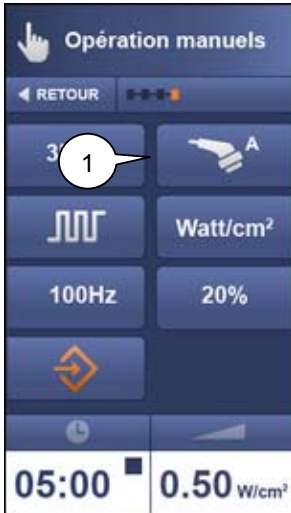 Opération manuels
RETOUR
1
A
Watt/cm²
100Hz
20%
05:00
0.50 W/cm²